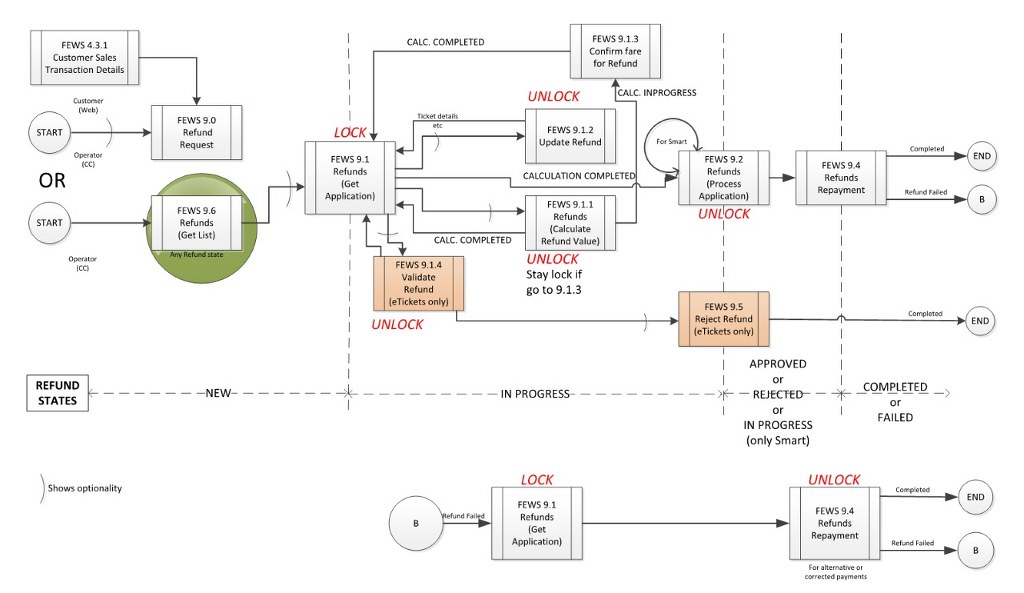 FEWS 4.3.1
Customer Sales
Transaction Details
Customer
(Web)
START
Operator
(CC)
FEWS 9.0
Refund
Request
OR
START
Operator
(CC)
FEWS 9.6
Refunds
(Get List)
Any Refund state
LOCK
FEWS 9.1
Refunds
(Get
Application)
CALC. COMPLETED
FEWS 9.1.3
Confirm fare
for Refund
CALC. INPROGRESS
UNLOCK
Ticket details
etc
FEWS 9.1.2
Update Refund
CALCULATION COMPLETED
FEWS 9.1.1
Refunds
(Calculate
Refund Value)
CALC. COMPLETED
UNLOCK
Stay lock if
go to 9.1.3
FEWS 9.1.4
Validate
Refund
(eTickets only)
UNLOCK
For Smart
FEWS 9.2
Refunds
(Process
Application)
UNLOCK
FEWS 9.4
Refunds
Repayment
Completed
END
Refund Failed
B
FEWS 9.5
Reject Refund
(eTickets only)
Completed
END
REFUND
STATES
NEW
IN PROGRESS
APPROVED
or
REJECTED
or
IN PROGRESS
(only Smart)
COMPLETED
or
FAILED
Shows optionality
B
Refund Failed
LOCK
FEWS 9.1
Refunds
(Get
Application)
UNLOCK
FEWS 9.4
Refunds
Repayment
For alternative or
corrected payments
Completed
END
Refund Failed
B